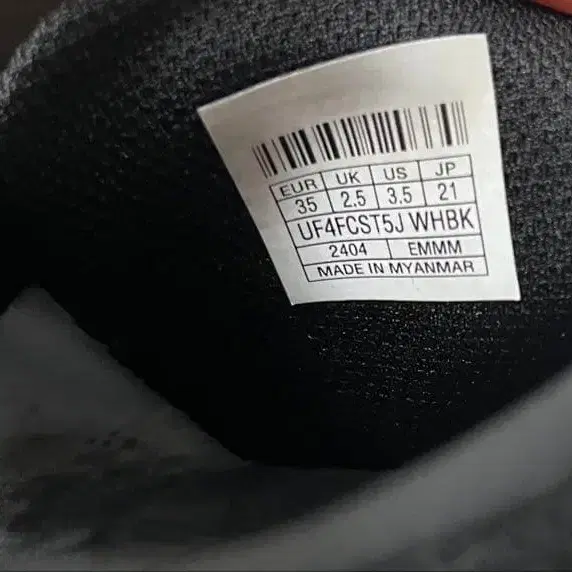 EUR UK US JP
35 2.5 3.5 21
UF4FCST5J WHBK
2404 EMMM
MADE IN MYANMAR